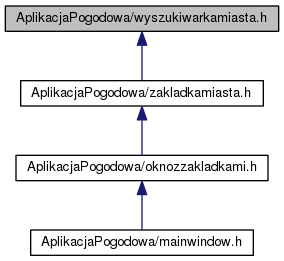 AplikacjaPogodowa/wyszukiwarkamiasta.h
AplikacjaPogodowa/zakladkamiasta.h
AplikacjaPogodowa/oknozzakladkami.h
AplikacjaPogodowa/mainwindow.h